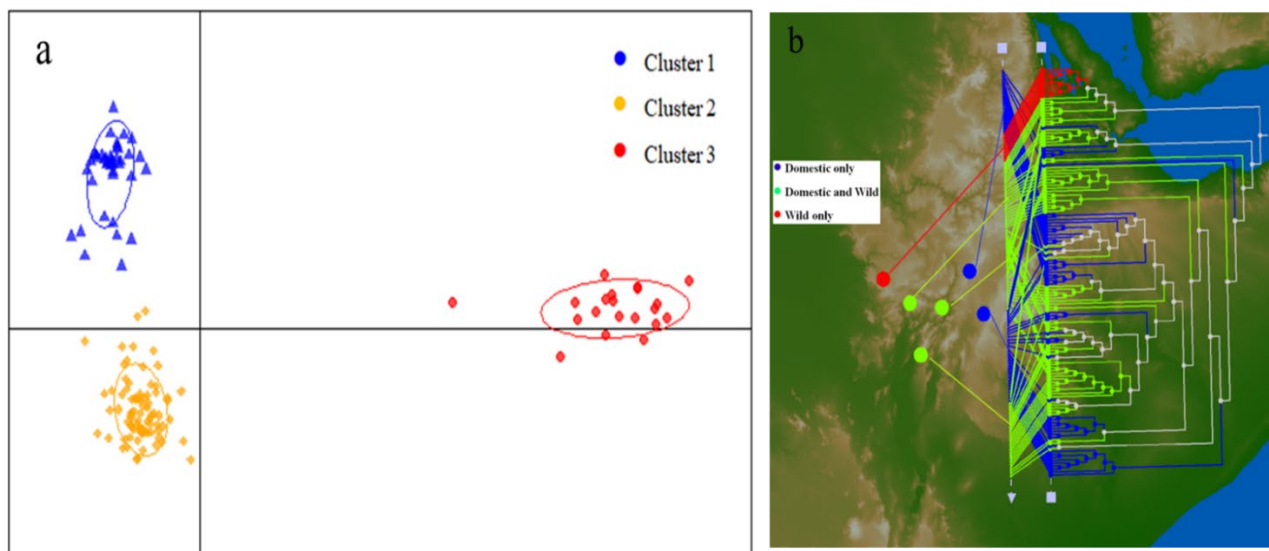 a
Cluster 1
Cluster 2
Cluster 3
b
Domestic only
Domestic and Wild
Wild only